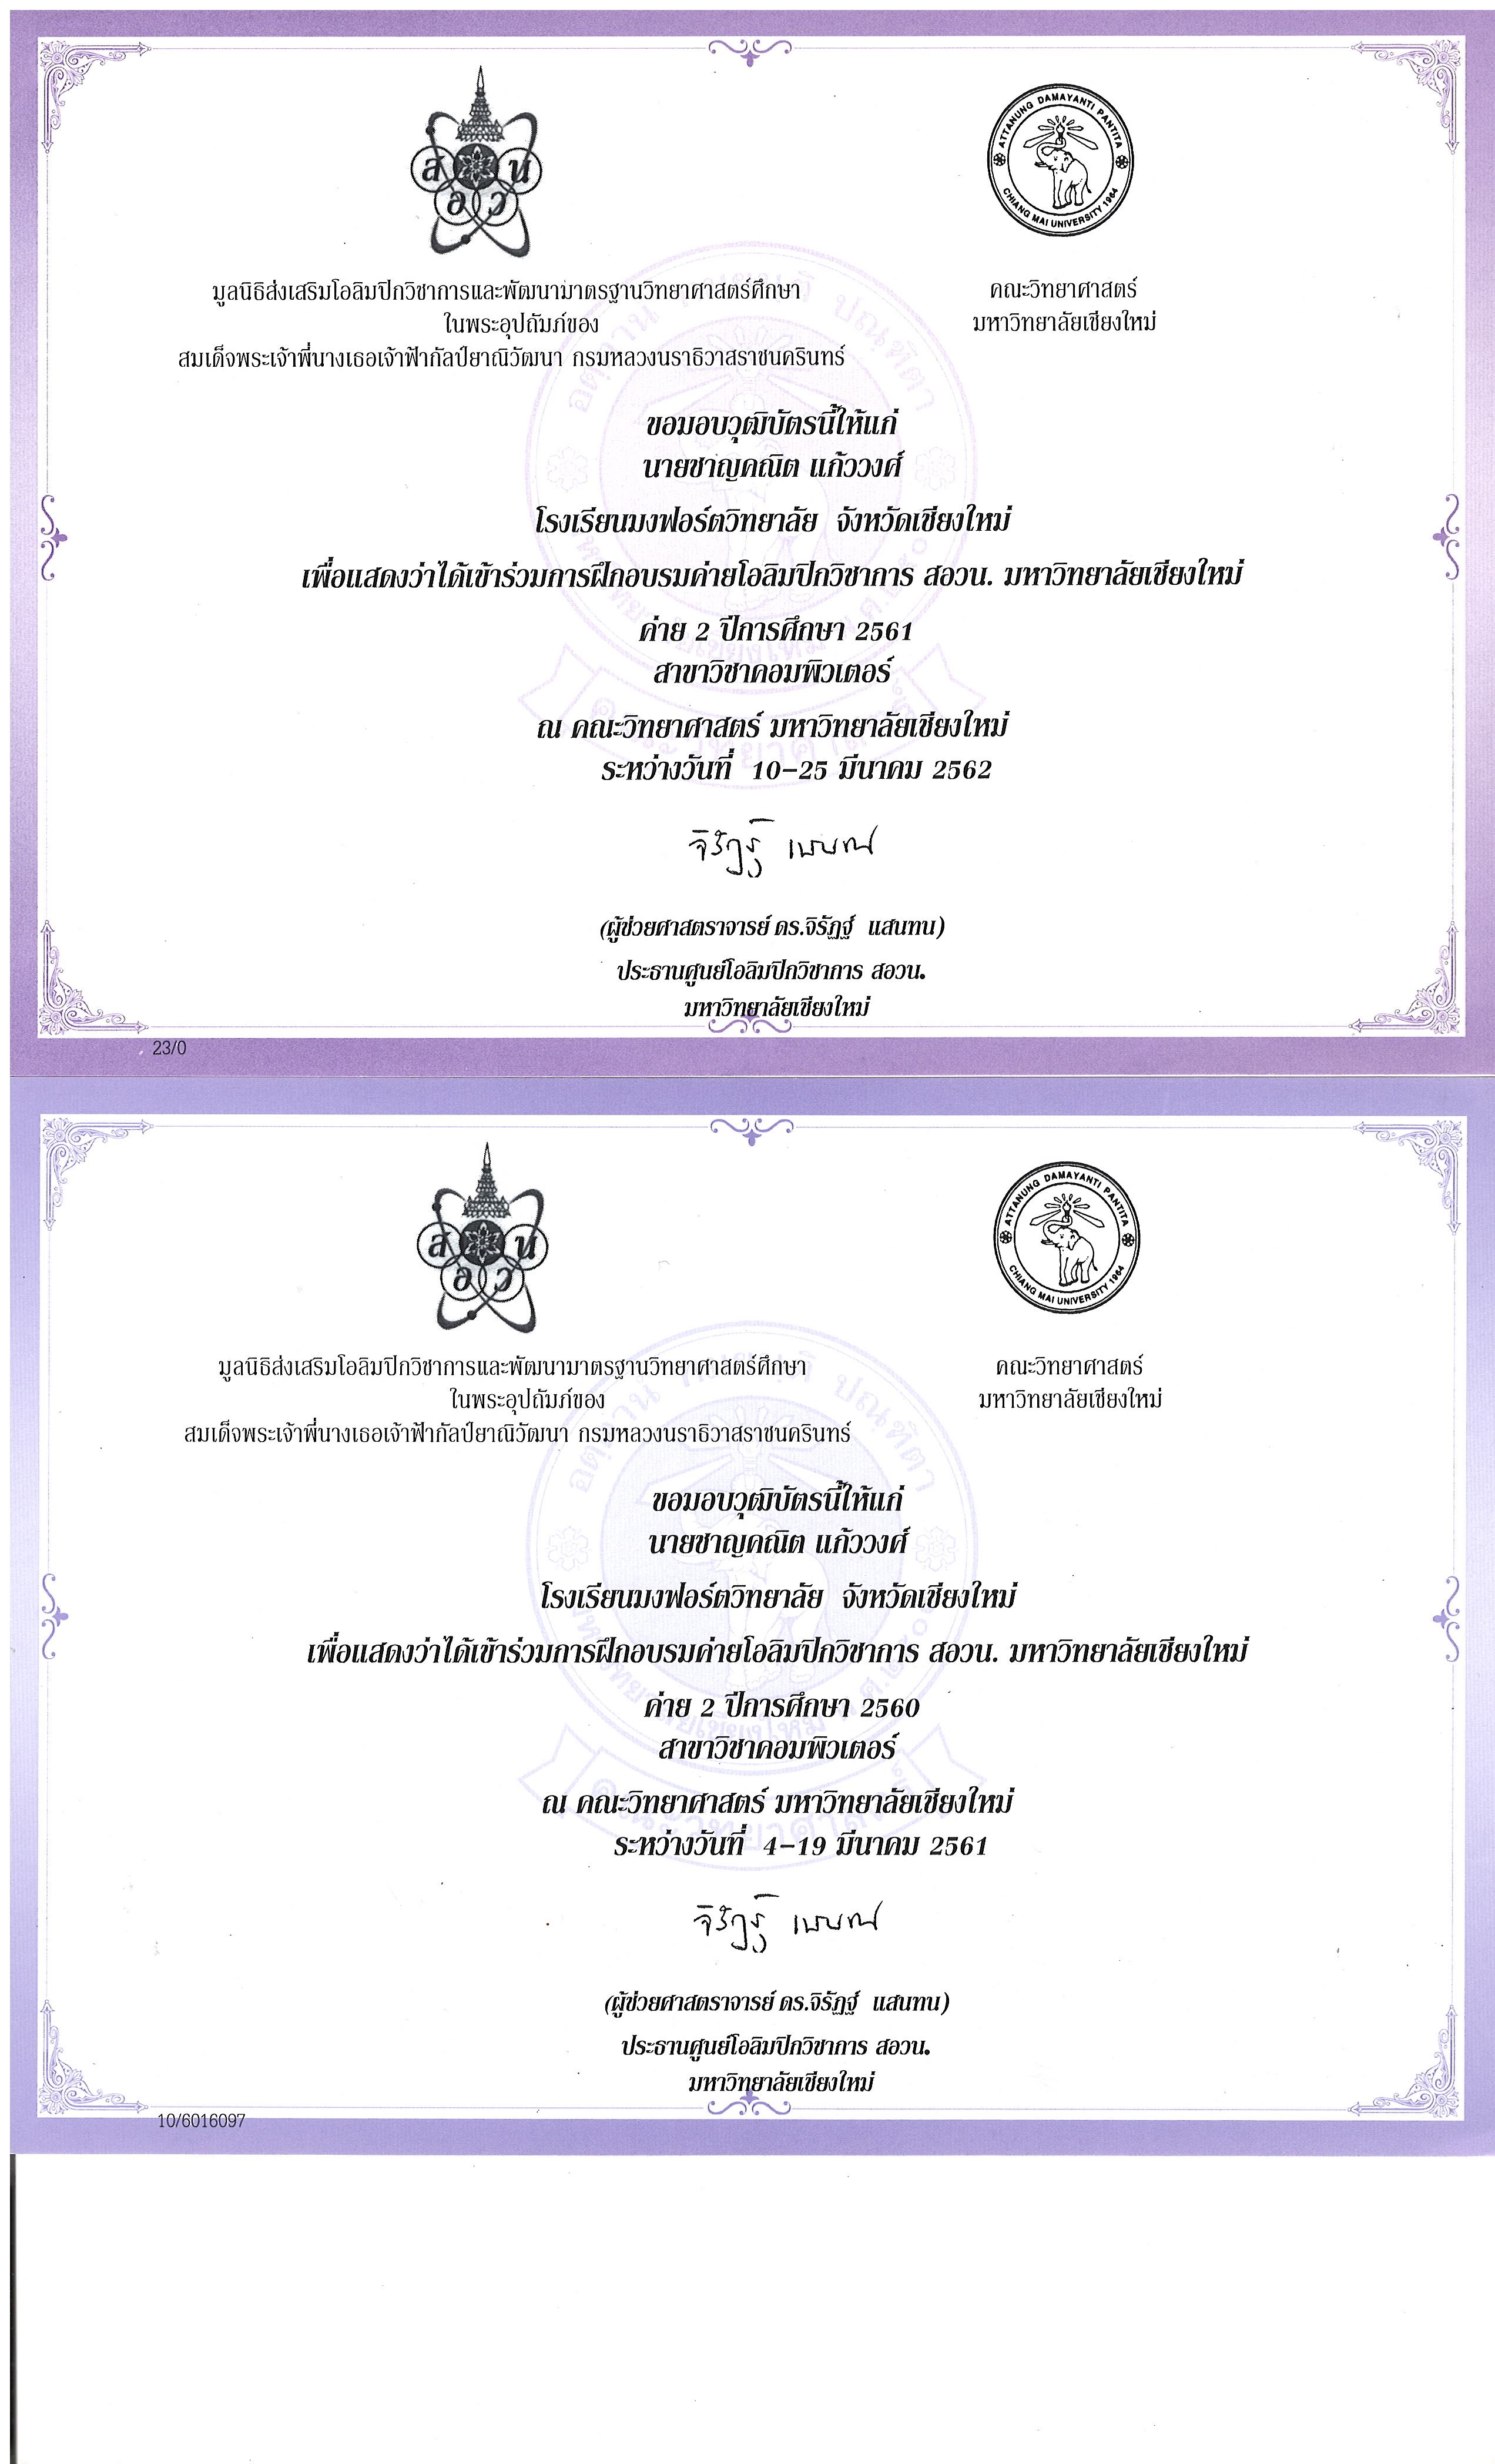 ส น
อ ว
ATTANUNG DAMAYANTI PANTITA
CHIANG MAI UNIVERSITY 1964
มูลนิธิส่งเสริมโอลิมปิกวิชาการและพัฒนามาตรฐานวิทยาศาสตร์ศึกษา
ในพระอุปถัมภ์ของ
สมเด็จพระเจ้าพี่นางเธอเจ้าฟ้ากัลป์ยาณิวัฒนา กรมหลวงนราธิวาสราชนครินทร์
คณะวิทยาศาสตร์
มหาวิทยาลัยเชียงใหม่
ขอมอบวุฒิบัตรนี้ให้แก่
นายชาญคณิต แก้ววงศ์
โรงเรียนมงฟอร์ตวิทยาลัย จังหวัดเชียงใหม่
เพื่อแสดงว่าได้เข้าร่วมการฝึกอบรมค่ายโอลิมปิกวิชาการ สอวน. มหาวิทยาลัยเชียงใหม่
ค่าย 2 ปีการศึกษา 2561
สาขาวิชาคอมพิวเตอร์
ณ คณะวิทยาศาสตร์ มหาวิทยาลัยเชียงใหม่
ระหว่างวันที่ 10-25 มีนาคม 2562
จิรัฏฐ์ แสนทน
(ผู้ช่วยศาสตราจารย์ ดร.จิรัฏฐ์ แสนทน)
ประธานศูนย์โอลิมปิกวิชาการ สอวน.
มหาวิทยาลัยเชียงใหม่
23/0
ส น
อ ว
ATTANUNG DAMAYANTI PANTITA
CHIANG MAI UNIVERSITY 1964
มูลนิธิส่งเสริมโอลิมปิกวิชาการและพัฒนามาตรฐานวิทยาศาสตร์ศึกษา
ในพระอุปถัมภ์ของ
สมเด็จพระเจ้าพี่นางเธอเจ้าฟ้ากัลป์ยาณิวัฒนา กรมหลวงนราธิวาสราชนครินทร์
คณะวิทยาศาสตร์
มหาวิทยาลัยเชียงใหม่
ขอมอบวุฒิบัตรนี้ให้แก่
นายชาญคณิต แก้ววงศ์
โรงเรียนมงฟอร์ตวิทยาลัย จังหวัดเชียงใหม่
เพื่อแสดงว่าได้เข้าร่วมการฝึกอบรมค่ายโอลิมปิกวิชาการ สอวน. มหาวิทยาลัยเชียงใหม่
ค่าย 2 ปีการศึกษา 2560
สาขาวิชาคอมพิวเตอร์
ณ คณะวิทยาศาสตร์ มหาวิทยาลัยเชียงใหม่
ระหว่างวันที่ 4-19 มีนาคม 2561
จิรัฏฐ์ แสนทน
(ผู้ช่วยศาสตราจารย์ ดร.จิรัฏฐ์ แสนทน)
ประธานศูนย์โอลิมปิกวิชาการ สอวน.
มหาวิทยาลัยเชียงใหม่
10/6016097